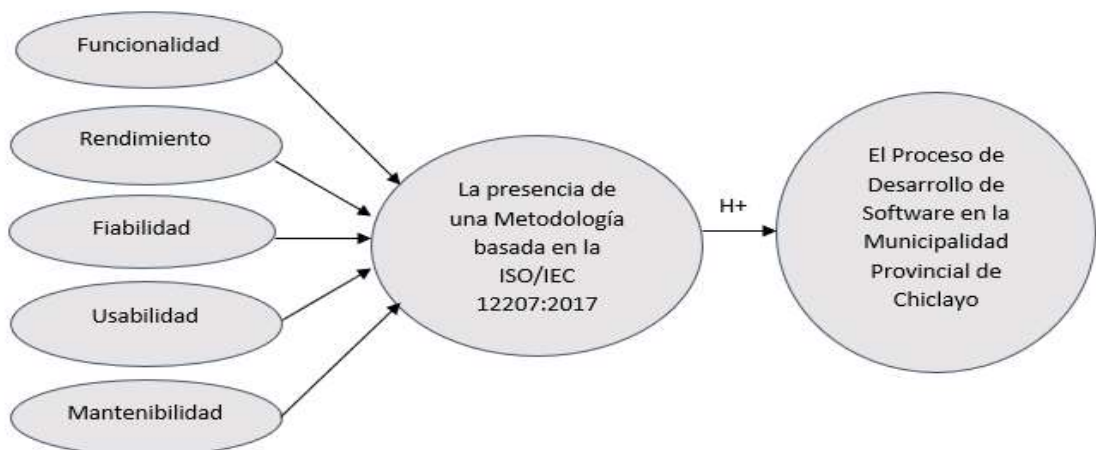 Funcionalidad
Rendimiento
Fiabilidad
Usabilidad
Mantenibilidad
La presencia de
una Metodología
basada en la
ISO/IEC
12207:2017
H+
El Proceso de
Desarrollo de
Software en la
Municipalidad
Provincial de
Chiclayo